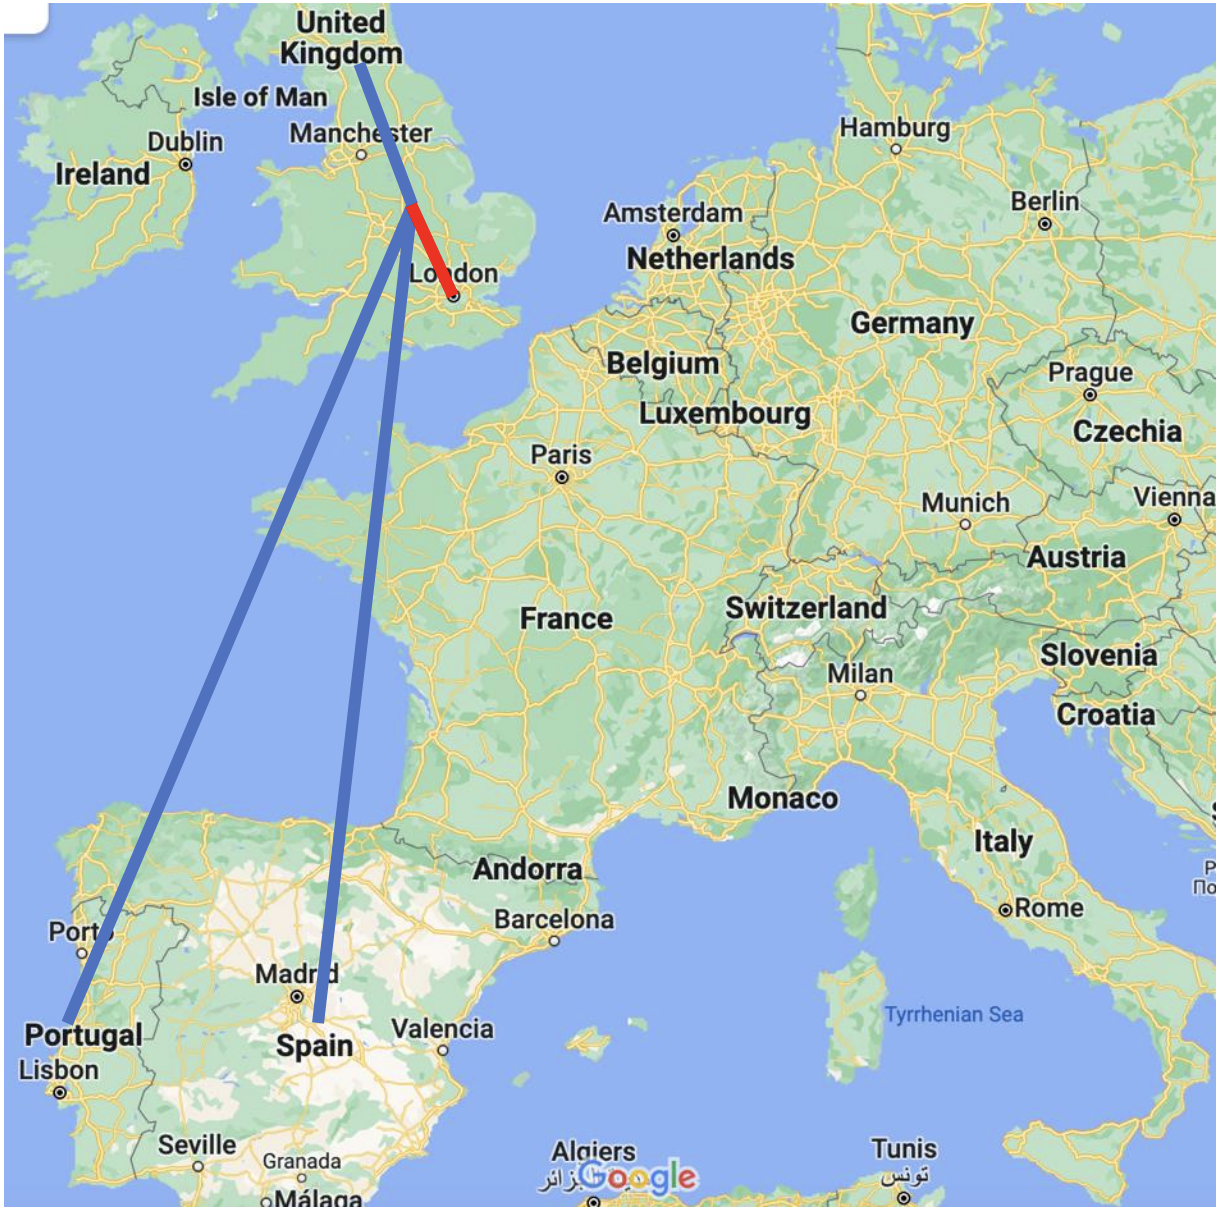 United
Kingdom
Isle of Man
Manchester
Dublin
Ireland
Hamburg
Berlin
Amsterdam
Netherlands
London
Germany
Belgium
Prague
Luxembourg
Czechia
Paris
Munich
Vienna
Austria
France
Switzerland
Slovenia
Milan
Croatia
Monaco
Italy
Andorra
Rome
Barcelona
Porto
Madrid
Tyrrhenian Sea
Valencia
Portugal
Spain
Lisbon
Seville
Granada
Málaga
Algiers
Google
Tunis
تونس